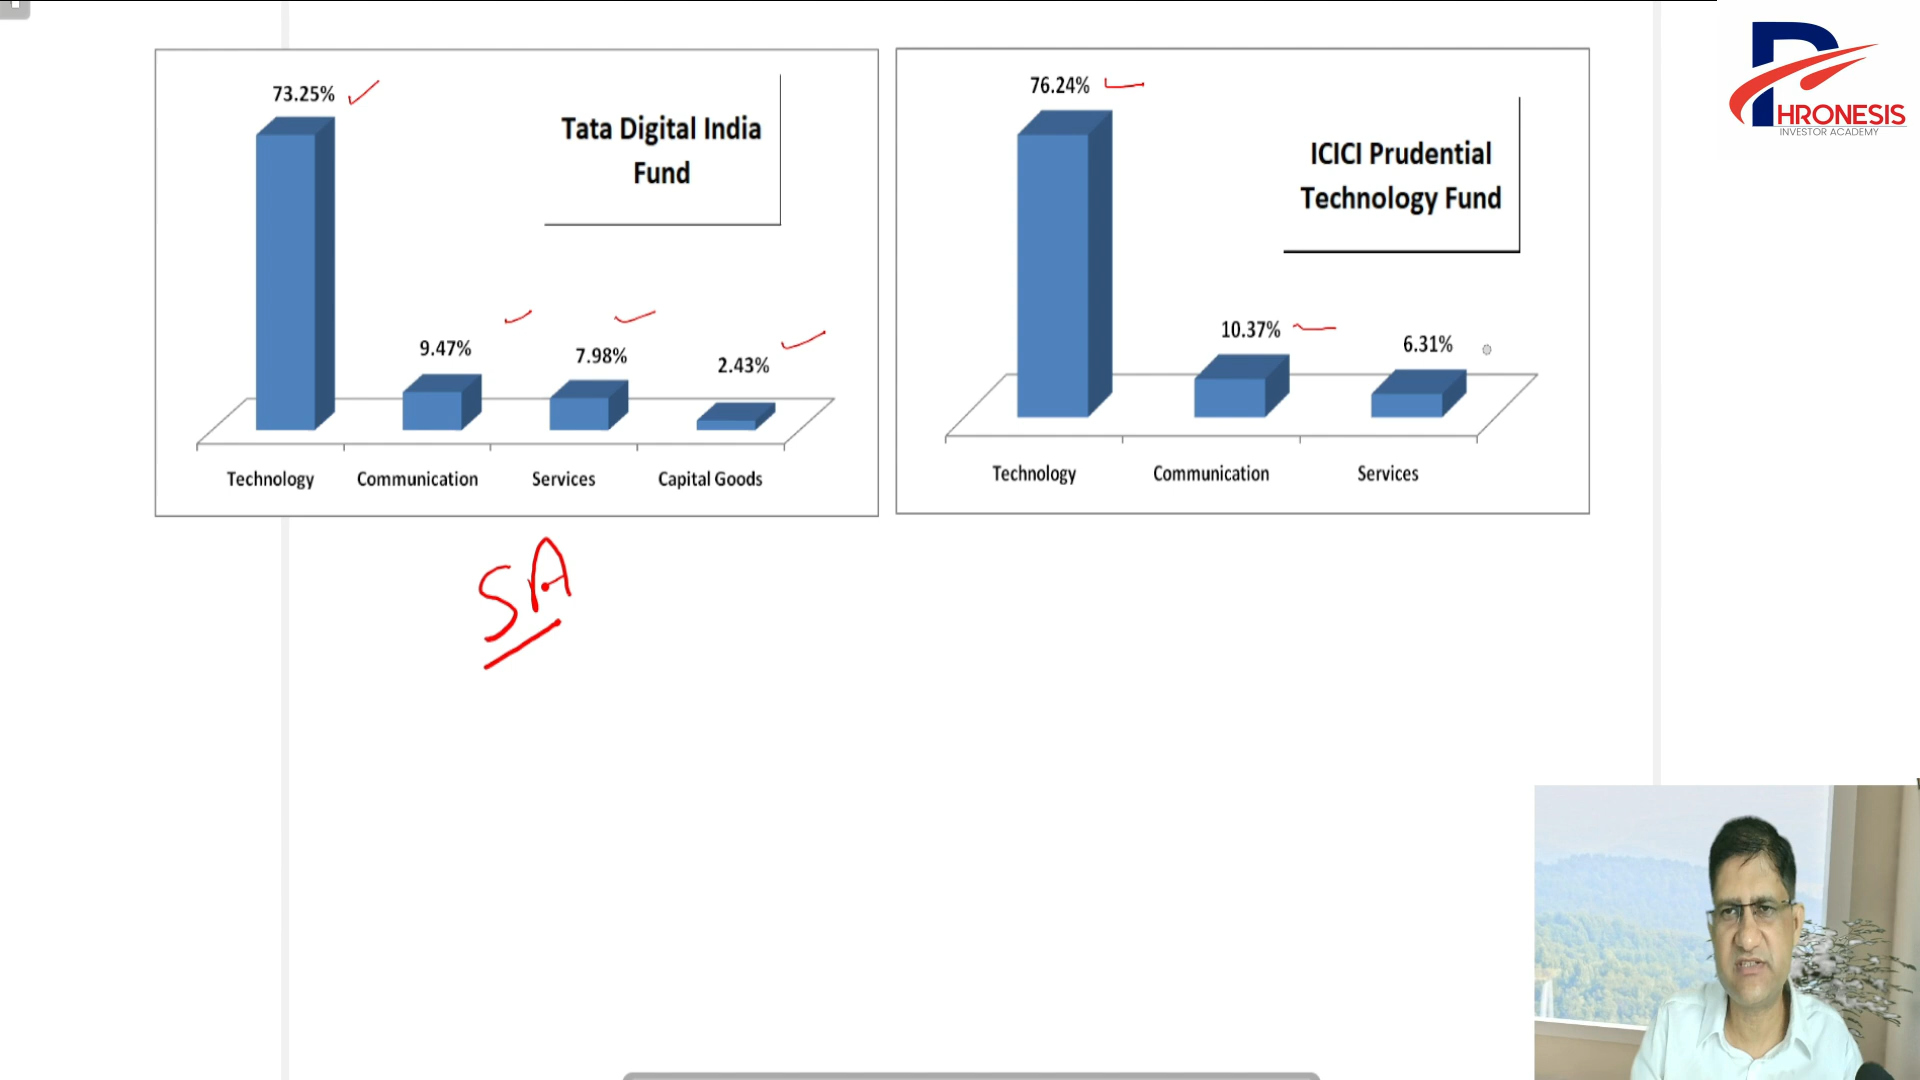 73.25%
Tata Digital India
Fund
9.47%
7.98%
2.43%
Technology
Communication
Services
Capital Goods
76.24%
ICICI Prudential
Technology Fund
10.37%
6.31%
Technology
Communication
Services
PHRONESIS
INVESTOR ACADEMY
SA